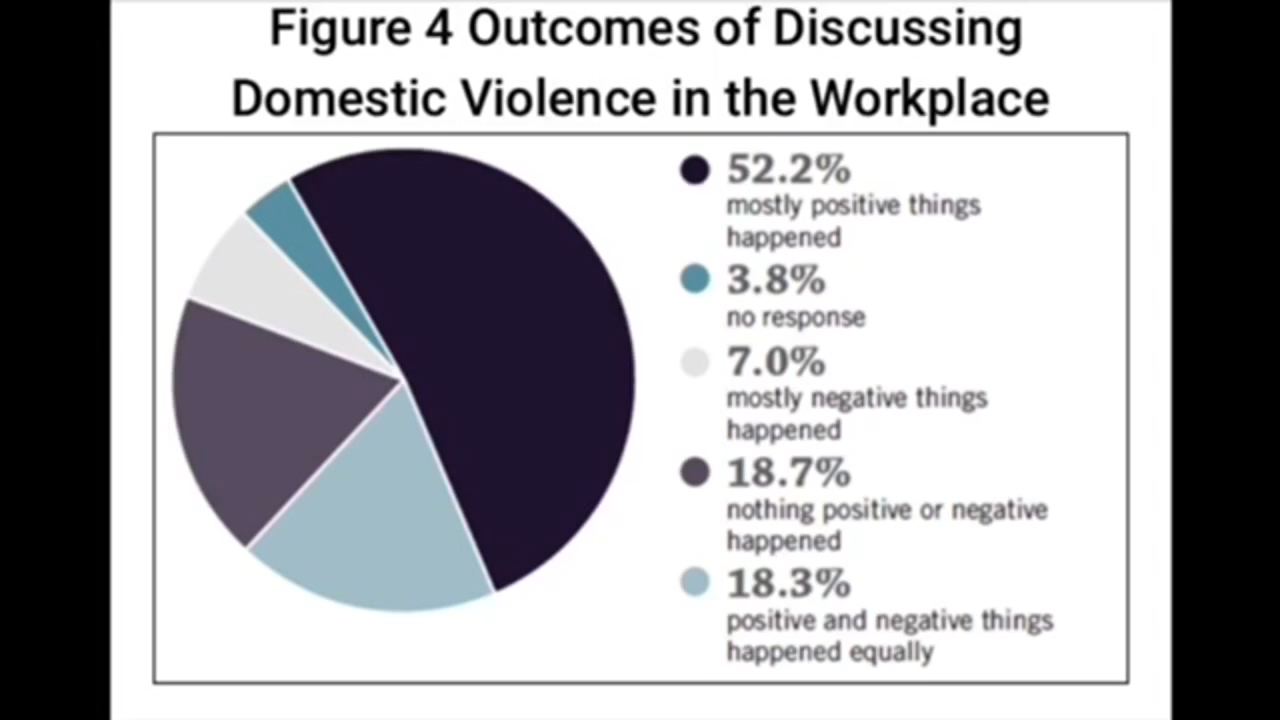 Figure 4 Outcomes of Discussing
Domestic Violence in the Workplace
52.2%
mostly positive things
happened
3.8%
no response
7.0%
mostly negative things
happened
18.7%
nothing positive or negative
happened
18.3%
positive and negative things
happened equally